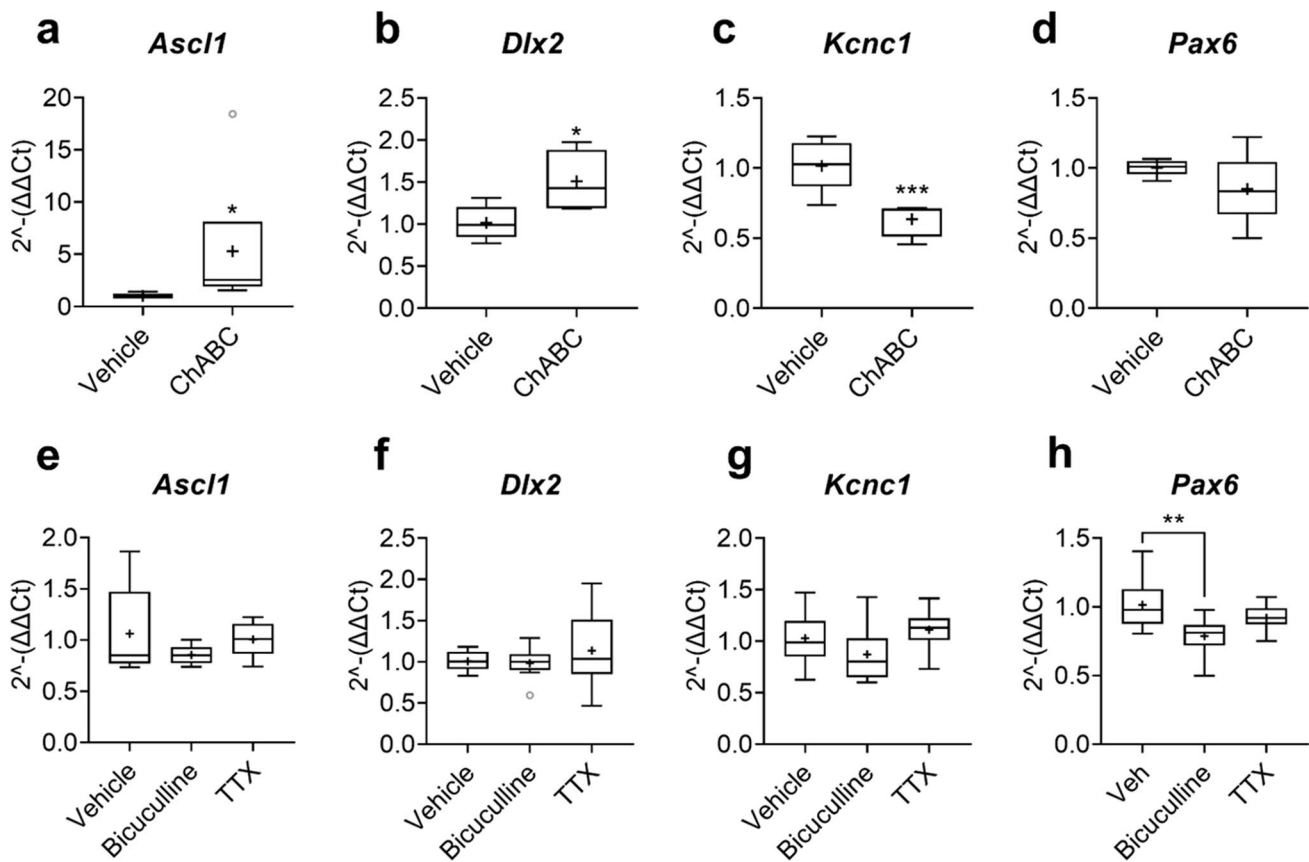 a
Ascl1
2^-(ΔΔCt)
20
15
10
5
0
*
Vehicle
ChABC
b
Dlx2
2^-(ΔΔCt)
2.5
2.0
1.5
1.0
0.5
0.0
*
Vehicle
ChABC
c
Kcnc1
2^-(ΔΔCt)
1.5
1.0
0.5
0.0
***
Vehicle
ChABC
d
Pax6
2^-(ΔΔCt)
1.5
1.0
0.5
0.0
Vehicle
ChABC
e
Ascl1
2^-(ΔΔCt)
2.0
1.5
1.0
0.5
0.0
Vehicle
Bicuculline
TTX
f
Dlx2
2^-(ΔΔCt)
2.5
2.0
1.5
1.0
0.5
0.0
Vehicle
Bicuculline
TTX
g
Kcnc1
2^-(ΔΔCt)
2.0
1.5
1.0
0.5
0.0
Vehicle
Bicuculline
TTX
h
Pax6
2^-(ΔΔCt)
1.5
1.0
0.5
0.0
**
Veh
Bicuculline
TTX